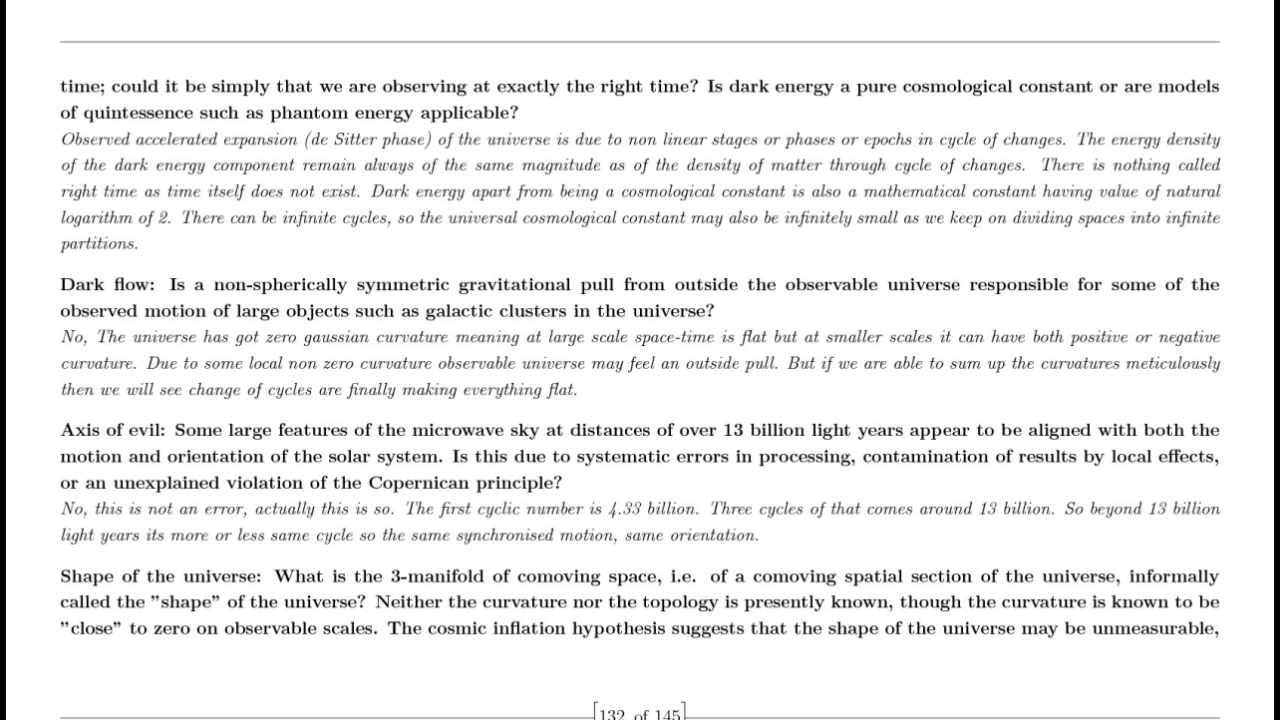 time; could it be simply that we are observing at exactly the right time? Is dark energy a pure cosmological constant or are models
of quintessence such as phantom energy applicable?
Observed accelerated expansion (de Sitter phase) of the universe is due to non linear stages or phases or epochs in cycle of changes. The energy density
of the dark energy component remain always of the same magnitude as of the density of matter through cycle of changes. There is nothing called
right time as time itself does not exist. Dark energy apart from being a cosmological constant is also a mathematical constant having value of natural
logarithm of 2. There can be infinite cycles, so the universal cosmological constant may also be infinitely small as we keep on dividing spaces into infinite
partitions.
Dark flow: Is a non-spherically symmetric gravitational pull from outside the observable universe responsible for some of the
observed motion of large objects such as galactic clusters in the universe?
No, The universe has got zero gaussian curvature meaning at large scale space-time is flat but at smaller scales it can have both positive or negative
curvature. Due to some local non zero curvature observable universe may feel an outside pull. But if we are able to sum up the curvatures meticulously
then we will see change of cycles are finally making everything flat.
Axis of evil: Some large features of the microwave sky at distances of over 13 billion light years appear to be aligned with both the
motion and orientation of the solar system. Is this due to systematic errors in processing, contamination of results by local effects,
or an unexplained violation of the Copernican principle?
No, this is not an error, actually this is so. The first cyclic number is 4.33 billion. Three cycles of that comes around 13 billion. So beyond 13 billion
light years its more or less same cycle so the same synchronised motion, same orientation.
Shape of the universe: What is the 3-manifold of comoving space, i.e. of a comoving spatial section of the universe, informally
called the "shape" of the universe? Neither the curvature nor the topology is presently known, though the curvature is known to be
"close" to zero on observable scales. The cosmic inflation hypothesis suggests that the shape of the universe may be unmeasurable,
[132 of 145]